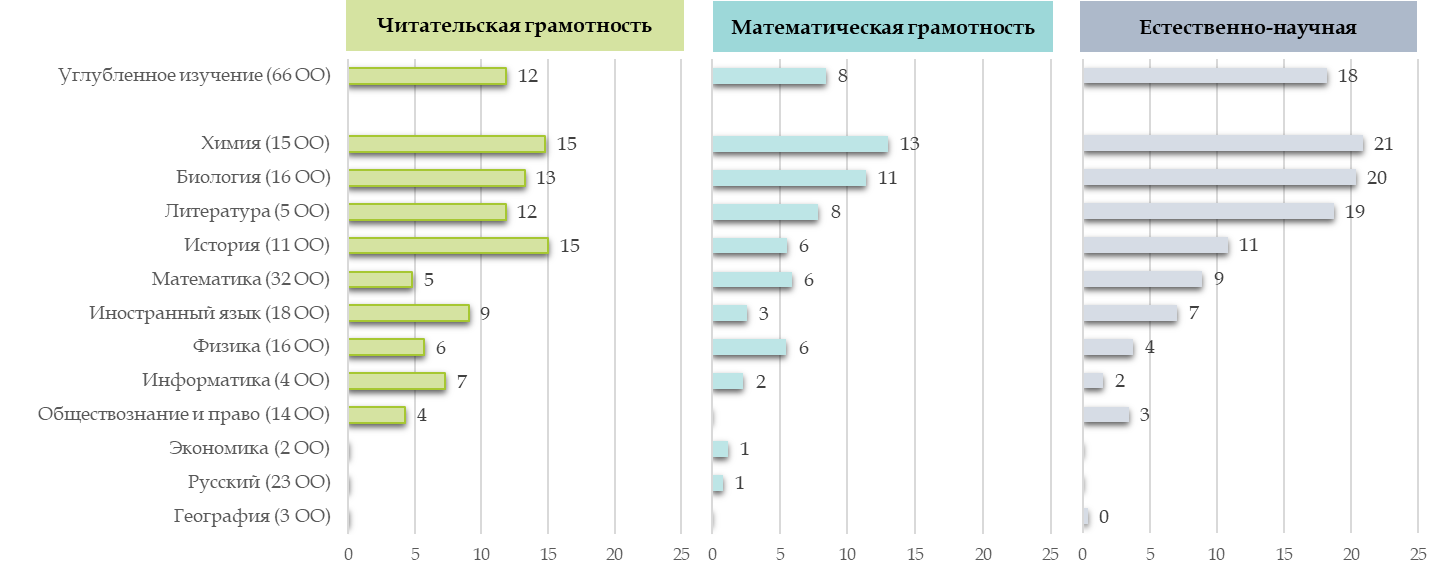 Читательская грамотность Математическая грамотность Естественно-научная
Углубленное изучение (66 ОО) 12 8 18
Химия (15 ОО) 15 13 21
Биология (16 ОО) 13 11 20
Литература (5 ОО) 12 8 19
История (11 ОО) 15 6 11
Математика (32 ОО) 5 6 9
Иностранный язык (18 ОО) 9 3 7
Физика (16 ОО) 6 6 4
Информатика (4 ОО) 7 2 2
Обществознание и право (14 ОО) 4 3
Экономика (2 ОО) 1
Русский (23 ОО) 1
География (3 ОО) 0
0 5 10 15 20 25 0 5 10 15 20 25 0 5 10 15 20 25